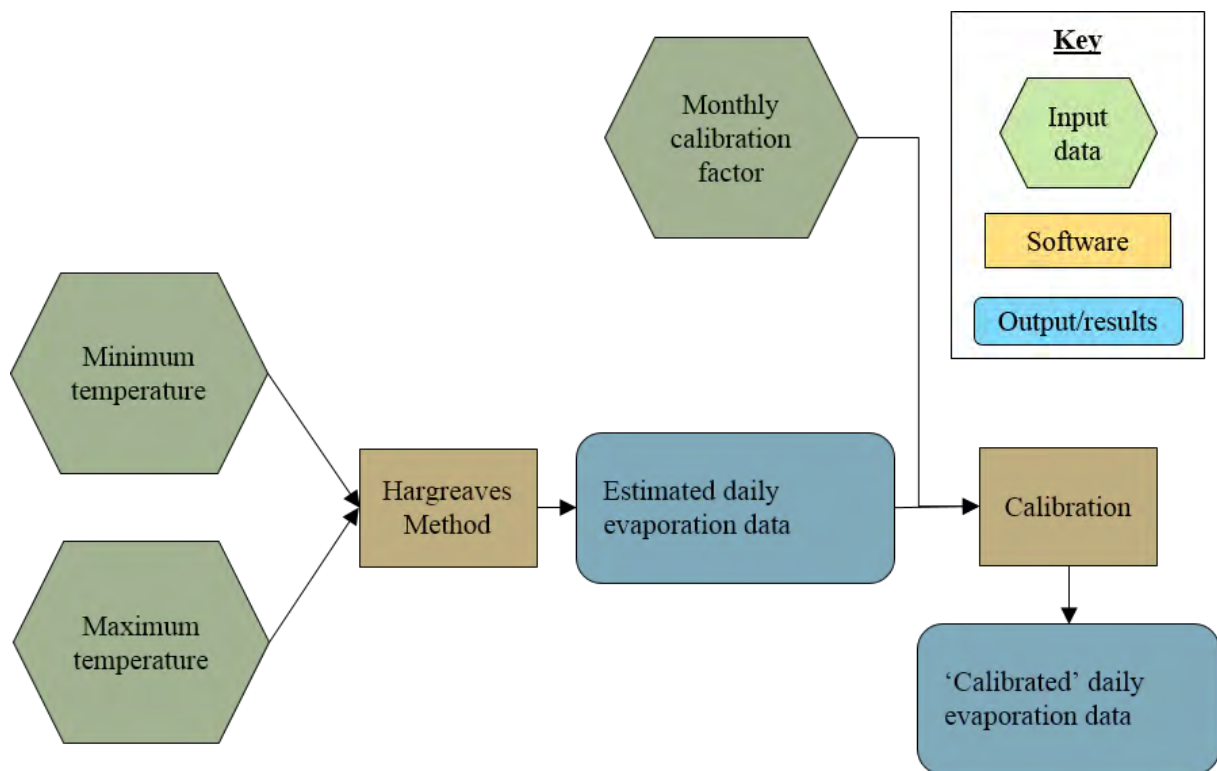 Key
Input
data
Software
Output/results
Monthly
calibration
factor
Minimum
temperature
Maximum
temperature
Hargreaves
Method
Estimated daily
evaporation data
Calibration
‘Calibrated’ daily
evaporation data